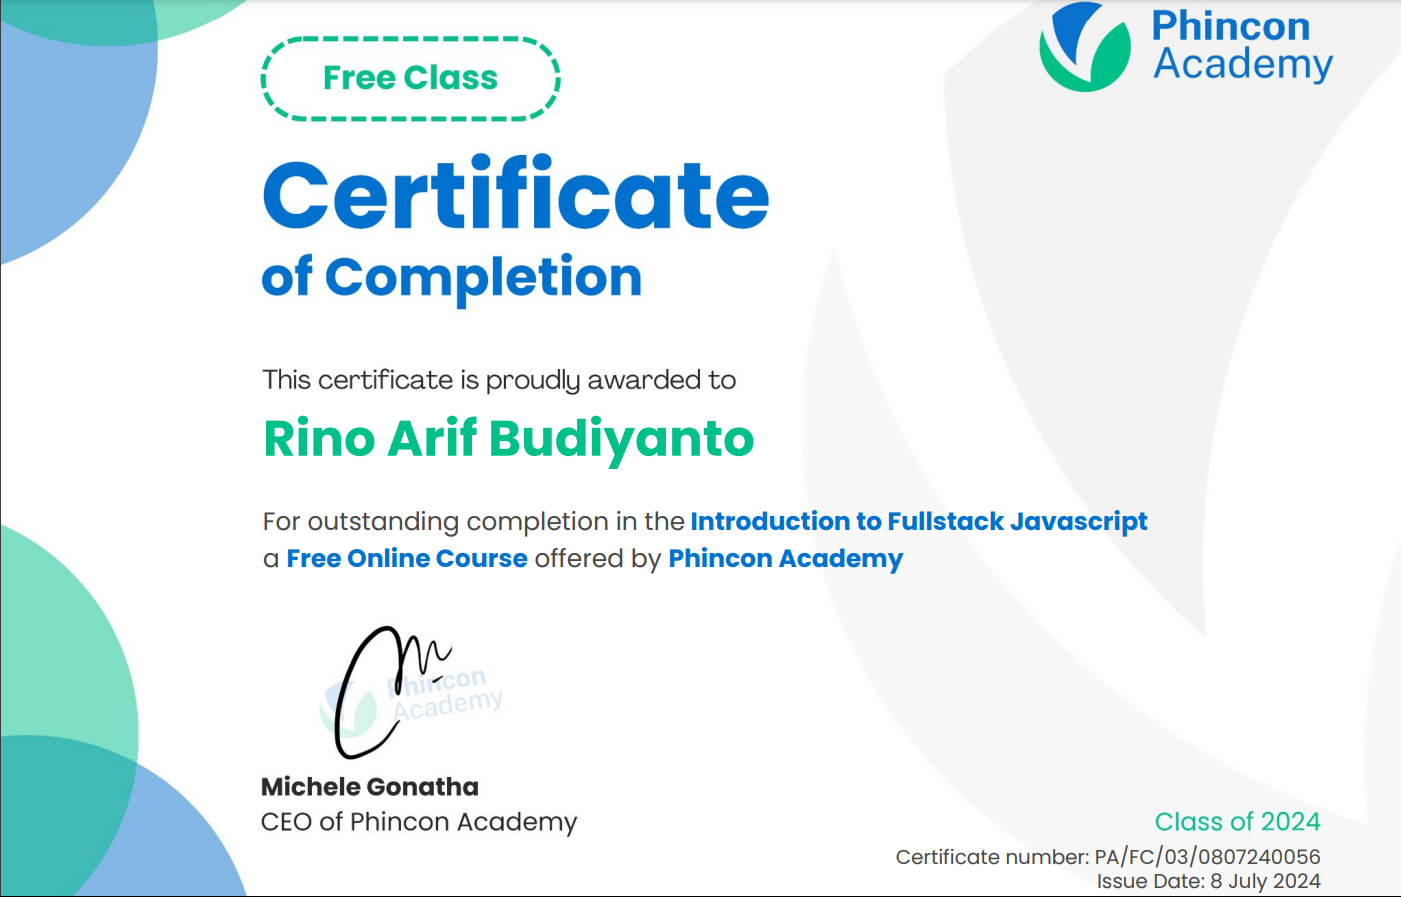 Phincon
Academy
Free Class
Certificate
of Completion
This certificate is proudly awarded to
Rino Arif Budiyanto
For outstanding completion in the Introduction to Fullstack Javascript
a Free Online Course offered by Phincon Academy
Phincon
Academy
Michele Gonatha
CEO of Phincon Academy
Class of 2024
Certificate number: PA/FC/03/0807240056
Issue Date: 8 July 2024